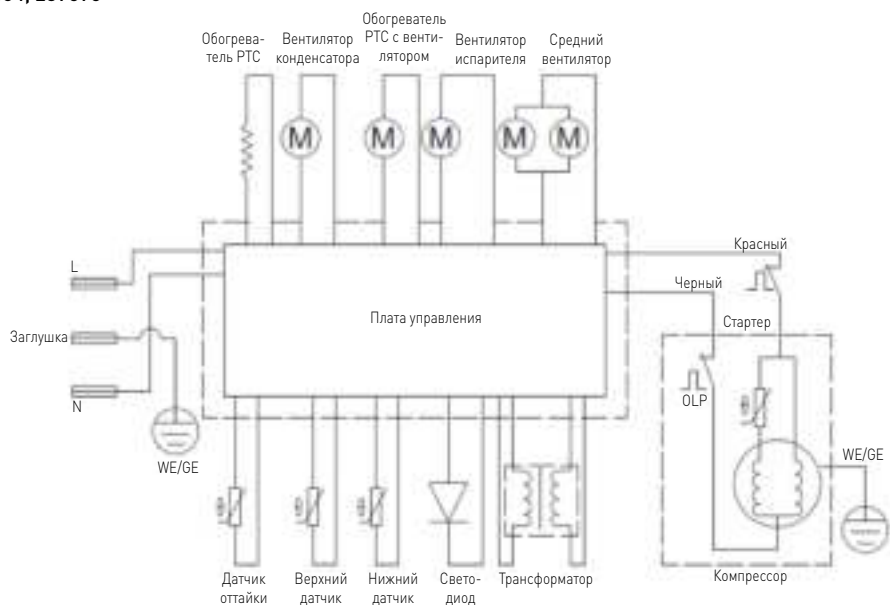 Обогрева-
тель PTC
Вентилятор
конденсатора
Обогреватель
PTC с венти-
лятором
Вентилятор
испарителя
Средний
вентилятор
M
M
M
M
M
Красный
L
Черный
Плата управления
Стартер
Заглушка
N
OLP
WE/GE
WE/GE
Датчик
оттайки
Верхний
датчик
Нижний
датчик
Свето-
диод
Трансформатор
Компрессор